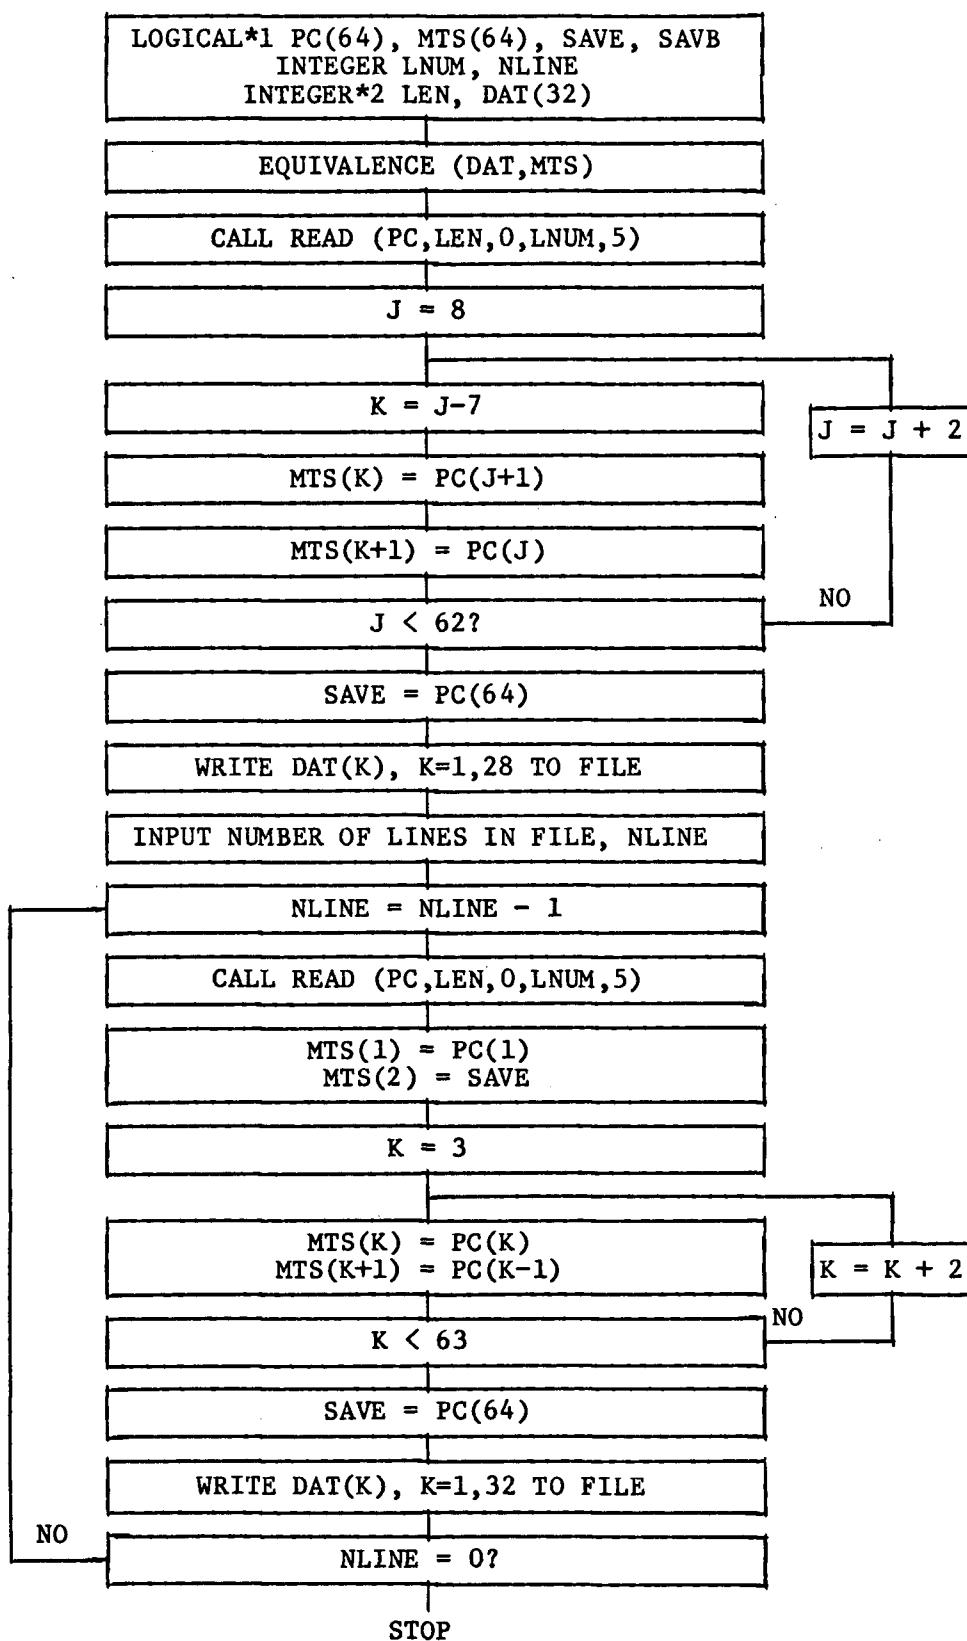 LOGICAL*1 PC(64), MTS(64), SAVE, SAVB
INTEGER LNUM, NLINE
INTEGER*2 LEN, DAT(32)
EQUIVALENCE (DAT,MTS)
CALL READ (PC,LEN,0,LNUM,5)
J = 8
K = J-7
J = J + 2
MTS(K) = PC(J+1)
MTS(K+1) = PC(J)
NO
J < 62?
SAVE = PC(64)
WRITE DAT(K), K=1,28 TO FILE
INPUT NUMBER OF LINES IN FILE, NLINE
NLINE = NLINE - 1
CALL READ (PC,LEN,0,LNUM,5)
MTS(1) = PC(1)
MTS(2) = SAVE
K = 3
MTS(K) = PC(K)
MTS(K+1) = PC(K-1)
K = K + 2
NO
K < 63
SAVE = PC(64)
WRITE DAT(K), K=1,32 TO FILE
NO
NLINE = 0?
STOP